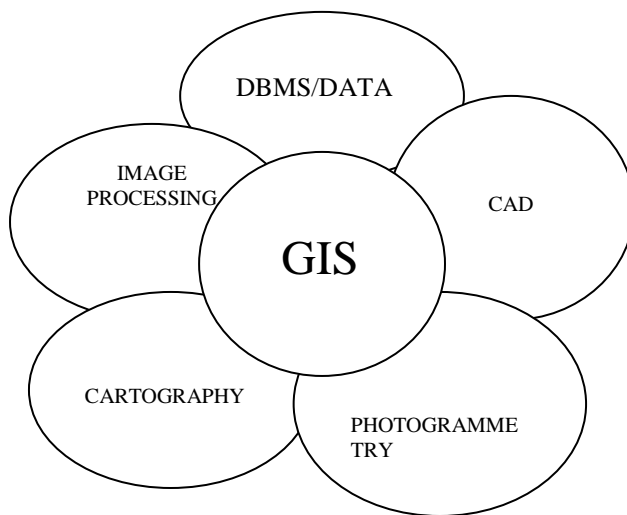 DBMS/DATA
IMAGE
PROCESSING
CAD
GIS
CARTOGRAPHY
PHOTOGRAMME
TRY